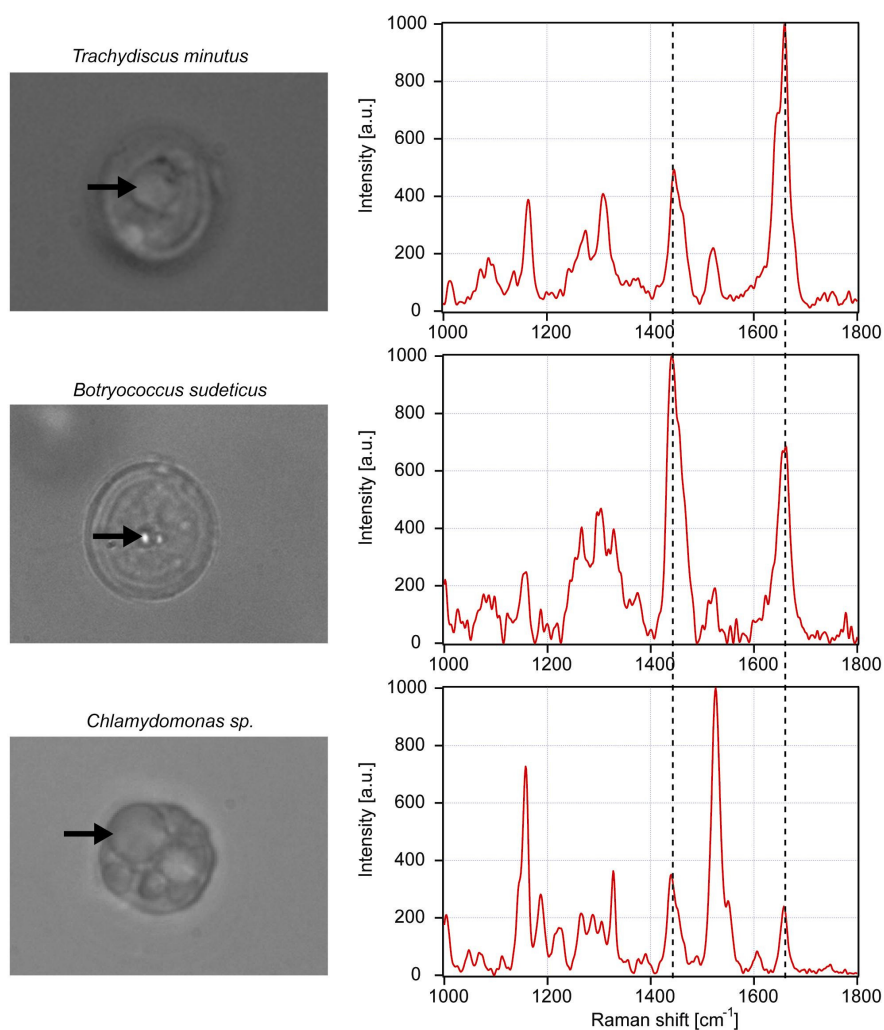 Trachydiscus minutus
Intensity [a.u.]
1000
800
600
400
200
0
1000 1200 1400 1600 1800
Botryococcus sudeticus
Intensity [a.u.]
1000
800
600
400
200
0
1000 1200 1400 1600 1800
Chlamydomonas sp.
Intensity [a.u.]
1000
800
600
400
200
0
1000 1200 1400 1600 1800
Raman shift [cm⁻¹]